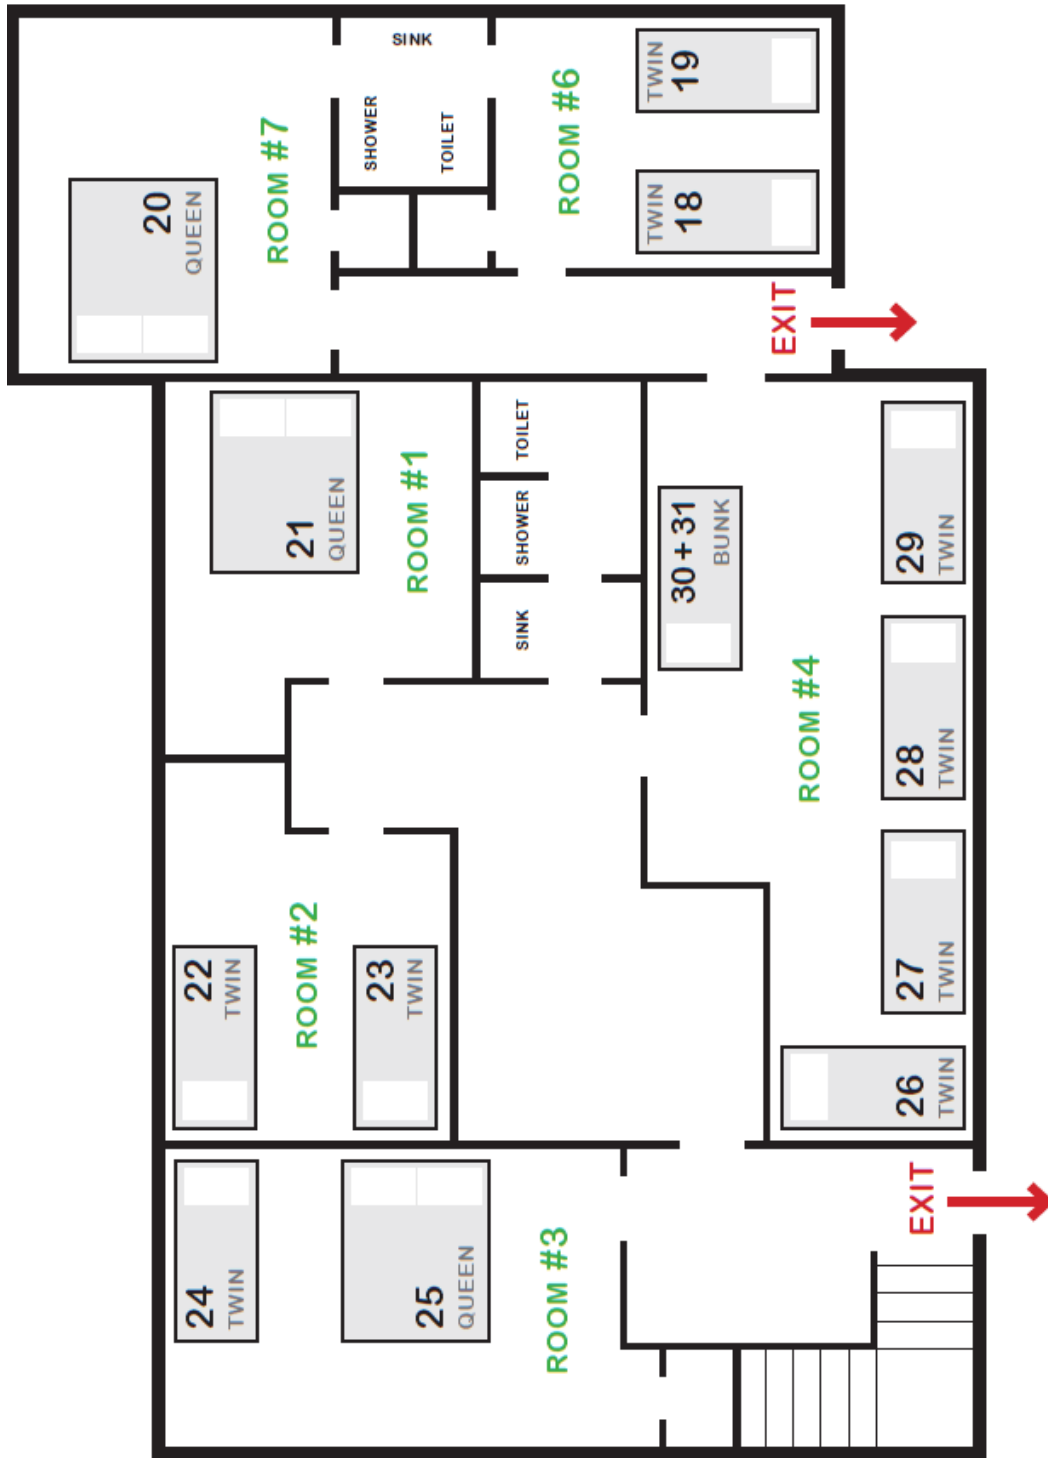 SINK
SHOWER
TOILET
ROOM #7
20
QUEEN
ROOM #6
TWIN
19
TWIN
18
EXIT
21
QUEEN
ROOM #1
TOILET
SHOWER
SINK
30 + 31
BUNK
29
TWIN
28
TWIN
ROOM #4
27
TWIN
26
TWIN
22
TWIN
ROOM #2
23
TWIN
24
TWIN
25
QUEEN
ROOM #3
EXIT